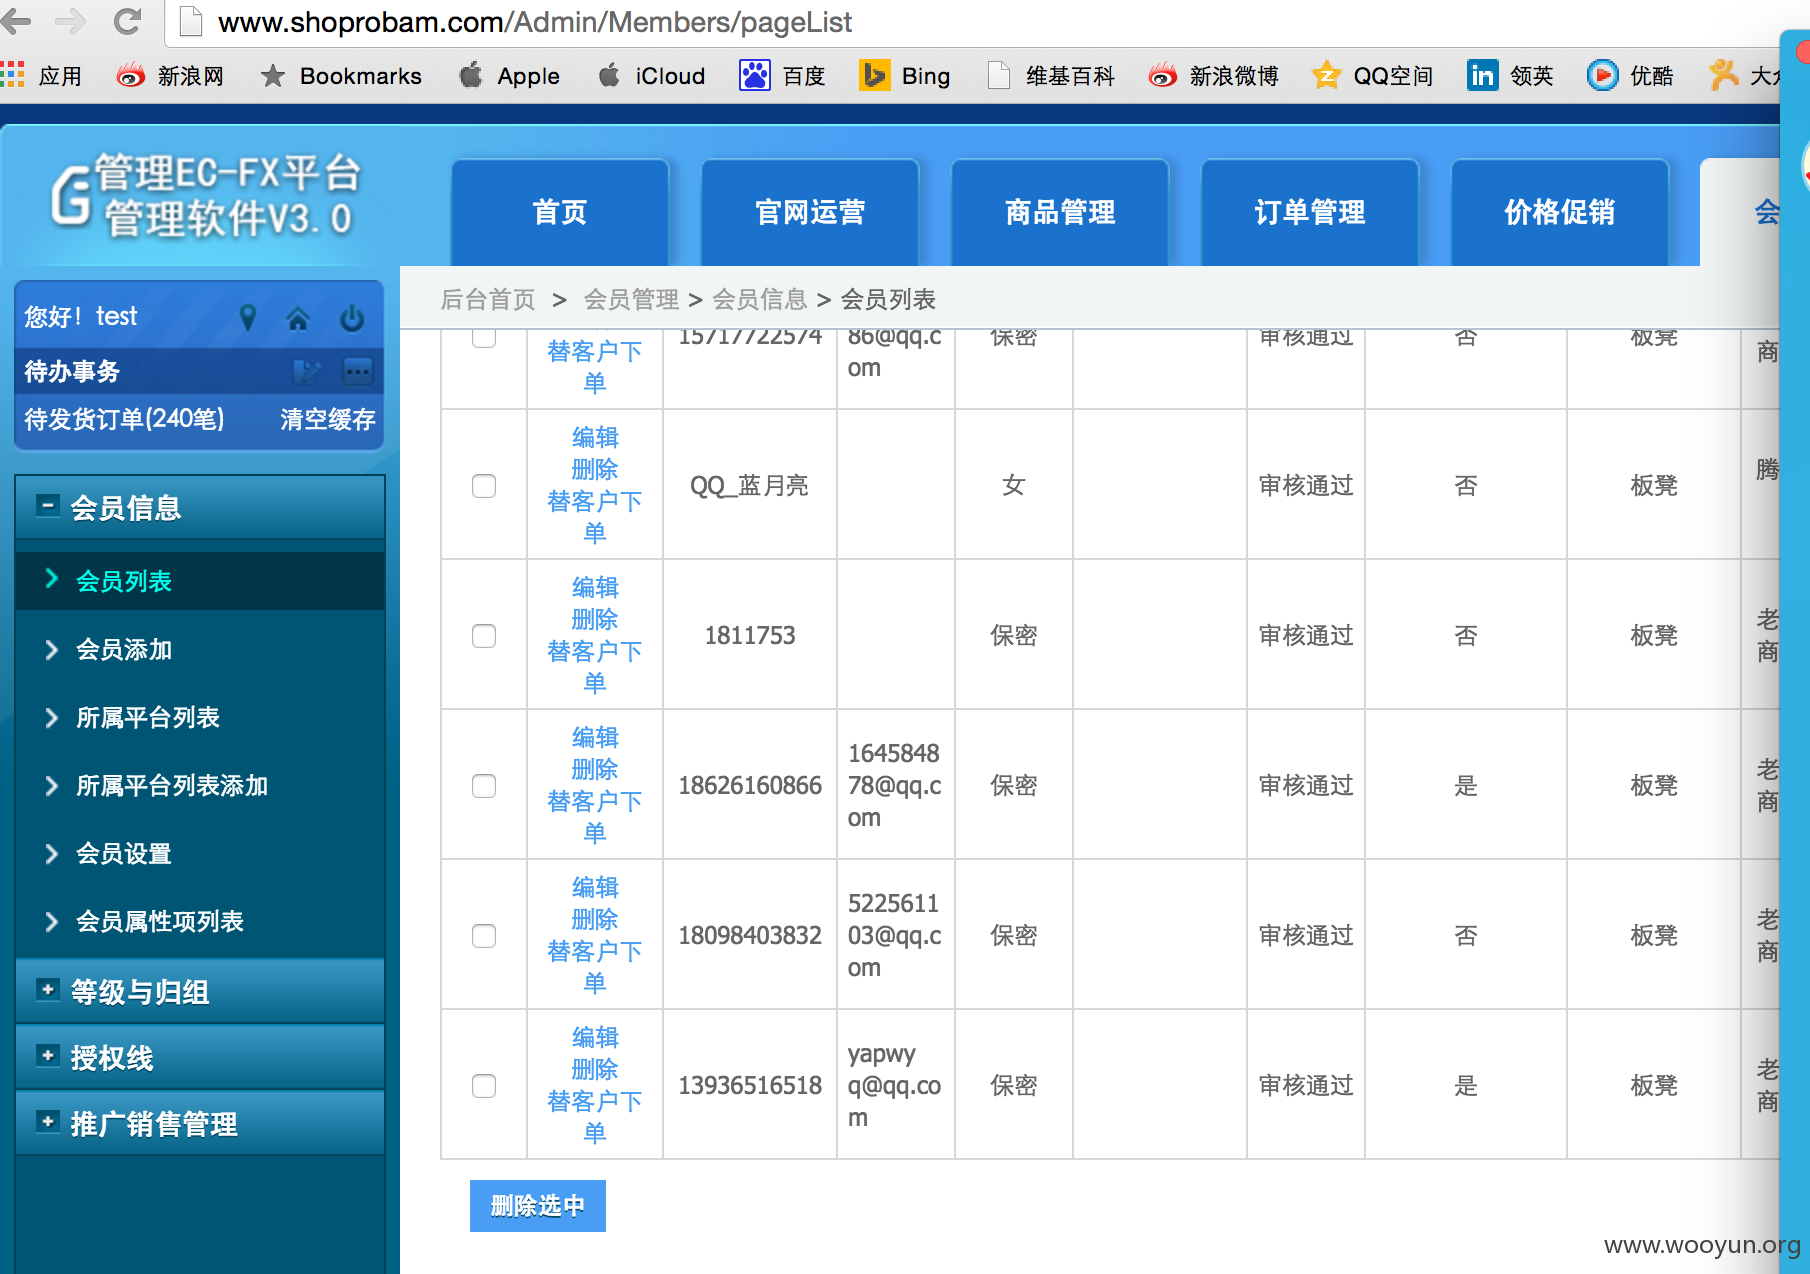 www.shoprobam.com/Admin/Members/pageList
应用 新浪网 Bookmarks Apple iCloud 百度 Bing 维基百科 新浪微博 QQ空间 领英 优酷
管理EC-FX平台
管理软件V3.0
首页 官网运营 商品管理 订单管理 价格促销 会
您好！test
待办事务
待发货订单(240笔) 清空缓存
会员信息
会员列表
会员添加
所属平台列表
所属平台列表添加
会员设置
会员属性项列表
等级与归组
授权线
推广销售管理
后台首页 > 会员管理 > 会员信息 > 会员列表
替客户下
单
15717722574
86@qq.c
om
保密
审核通过
否
板凳
商
编辑
删除
替客户下
单
QQ_蓝月亮
女
审核通过
否
板凳
腾
编辑
删除
替客户下
单
1811753
保密
审核通过
否
板凳
老
商
编辑
删除
替客户下
单
18626160866
1645848
78@qq.c
om
保密
审核通过
是
板凳
老
商
编辑
删除
替客户下
单
18098403832
5225611
03@qq.c
om
保密
审核通过
否
板凳
老
商
编辑
删除
替客户下
单
13936516518
yapwy
q@qq.co
m
保密
审核通过
是
板凳
老
商
删除选中
www.wooyun.org